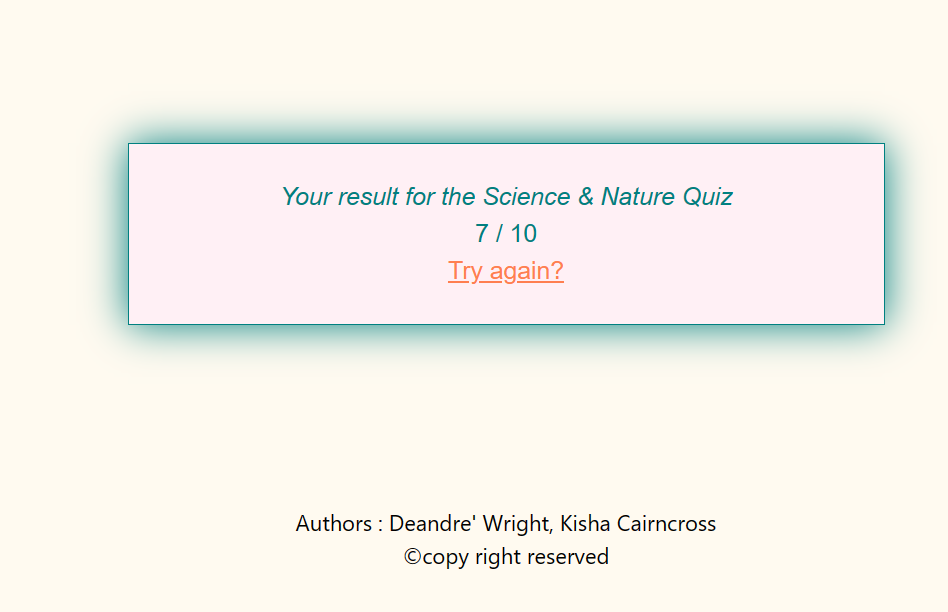 Your result for the Science & Nature Quiz
7 / 10
Try again?
Authors : Deandre' Wright, Kisha Cairncross
©copy right reserved